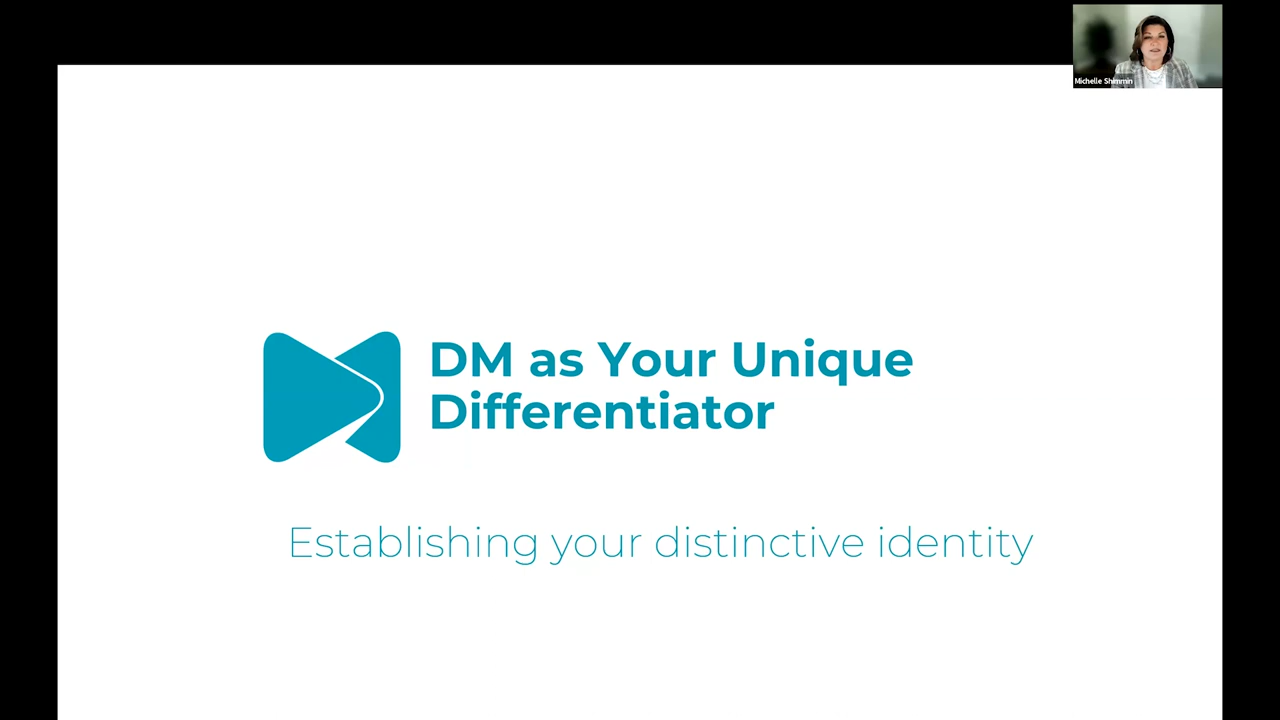 Michelle Shimmin
DM as Your Unique
Differentiator
Establishing your distinctive identity